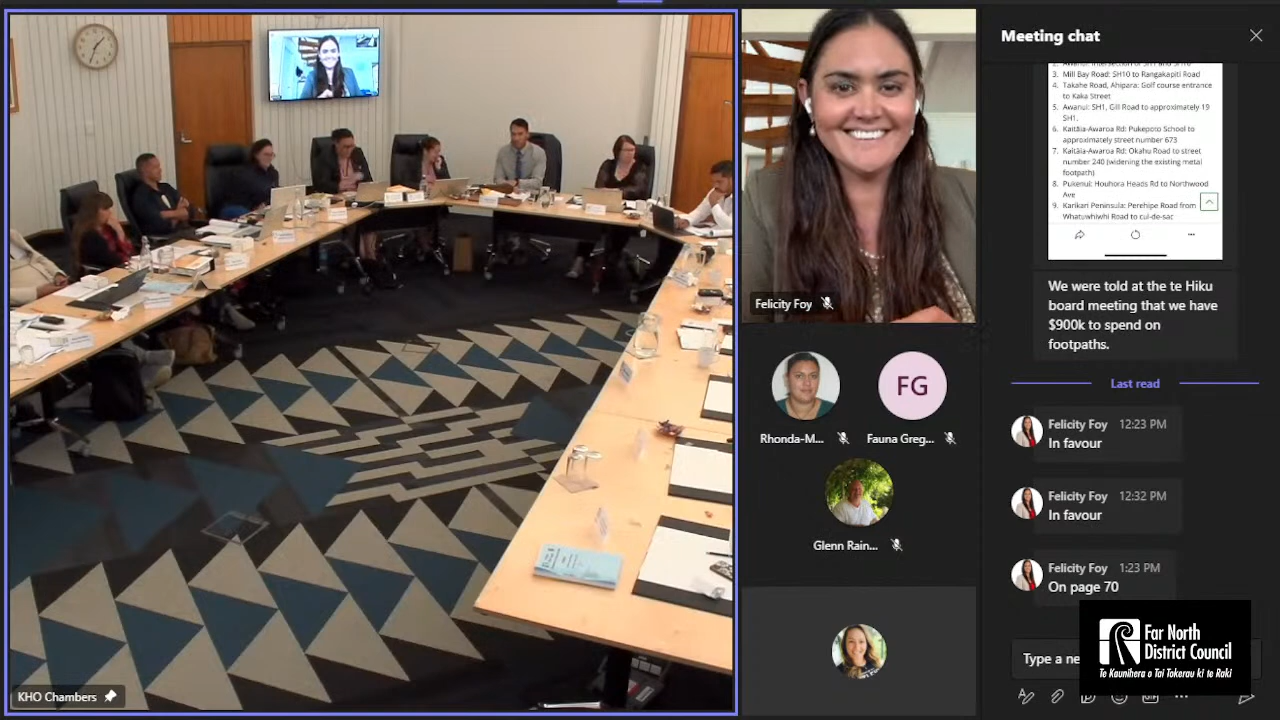 KHO Chambers
Felicity Foy
Rhonda-M...
FG
Fauna Greg...
Glenn Rain...
Meeting chat
3. Mill Bay Road: SH10 to Rangakapiti Road
4. Takahe Road, Ahipara: Golf course entrance
to Kaka Street
5. Awanui: SH1, Gill Road to approximately 19
SH1.
6. Kaitāia-Awaroa Rd: Pukepoto School to
approximately street number 673
7. Kaitāia-Awaroa Rd: Okahu Road to street
number 240 (widening the existing metal
footpath)
8. Pukenui: Houhora Heads Rd to Northwood
Ave
9. Karikari Peninsula: Perehipe Road from
Whatuwhiwhi Road to cul-de-sac
We were told at the te Hiku
board meeting that we have
$900k to spend on
footpaths.
Last read
Felicity Foy 12:23 PM
In favour
Felicity Foy 12:32 PM
In favour
Felicity Foy 1:23 PM
On page 70
Type a ne
Far North
District Council
Te Kaunihera o Tai Tokerau ki te Raki